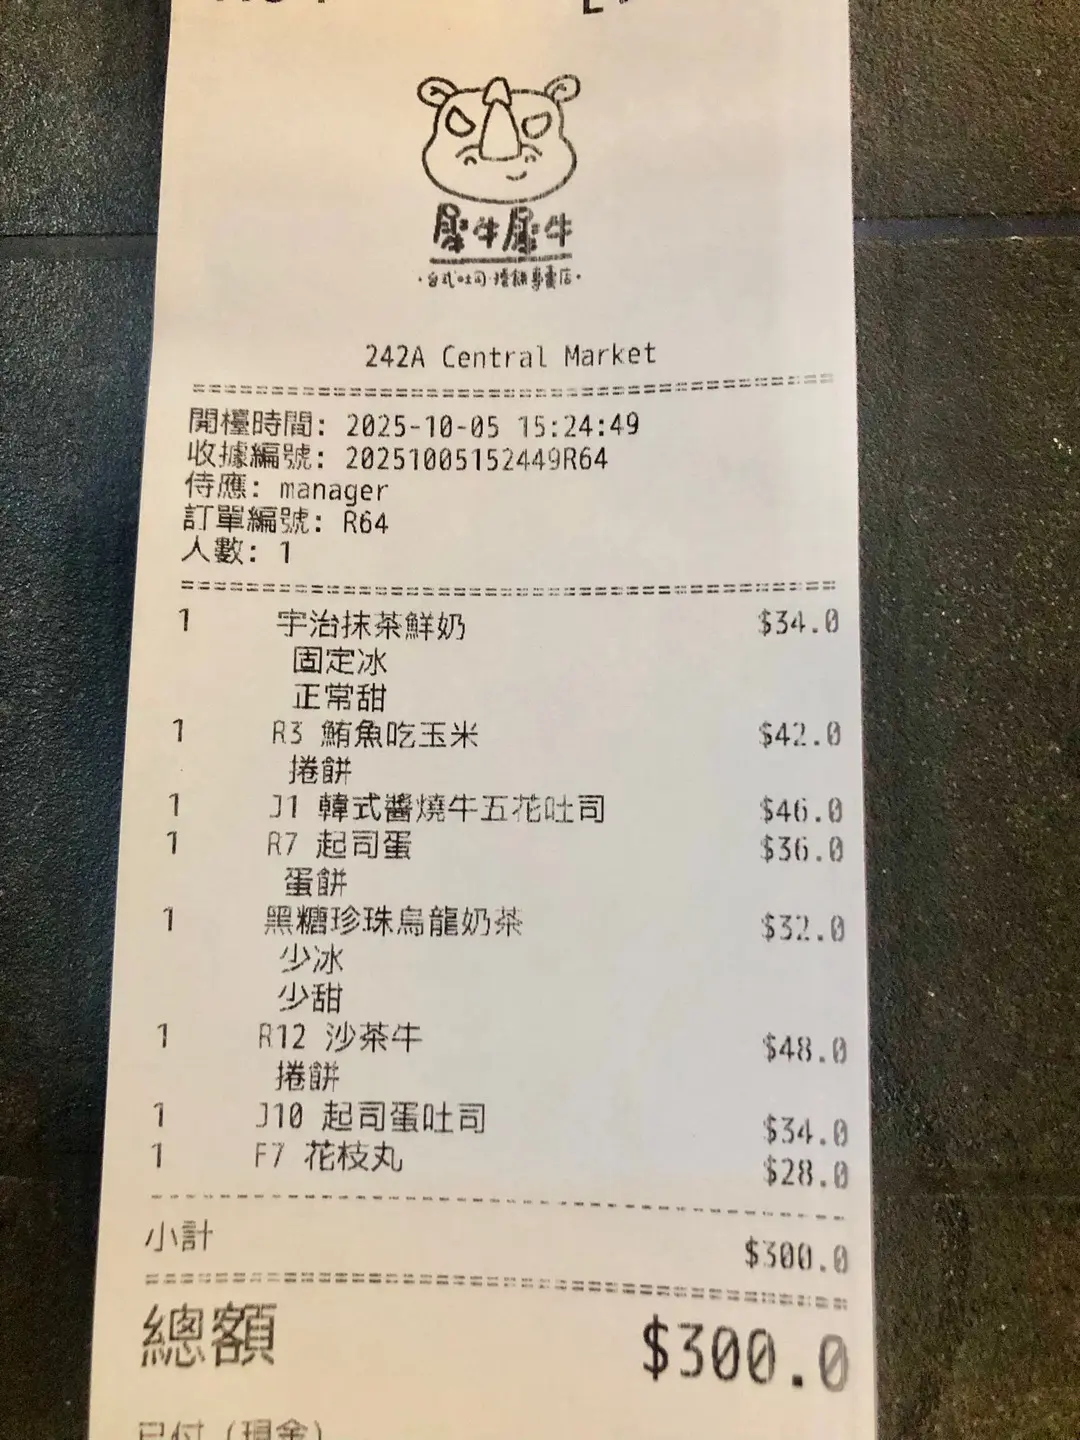 犀牛犀牛
·台式吐司·捲餅專賣店·
242A Central Market
開檯時間: 2025-10-05 15:24:49
收據編號: 20251005152449R64
侍應: manager
訂單編號: R64
人數: 1
1 宇治抹茶鮮奶 $34.0
固定冰
正常甜
1 R3 鮪魚吃玉米 $42.0
捲餅
1 J1 韓式醬燒牛五花吐司 $46.0
1 R7 起司蛋 $36.0
蛋餅
1 黑糖珍珠烏龍奶茶 $32.0
少冰
少甜
1 R12 沙茶牛 $48.0
捲餅
1 J10 起司蛋吐司 $34.0
1 F7 花枝丸 $28.0
小計 $300.0
總額 $300.0
已付 (現金)